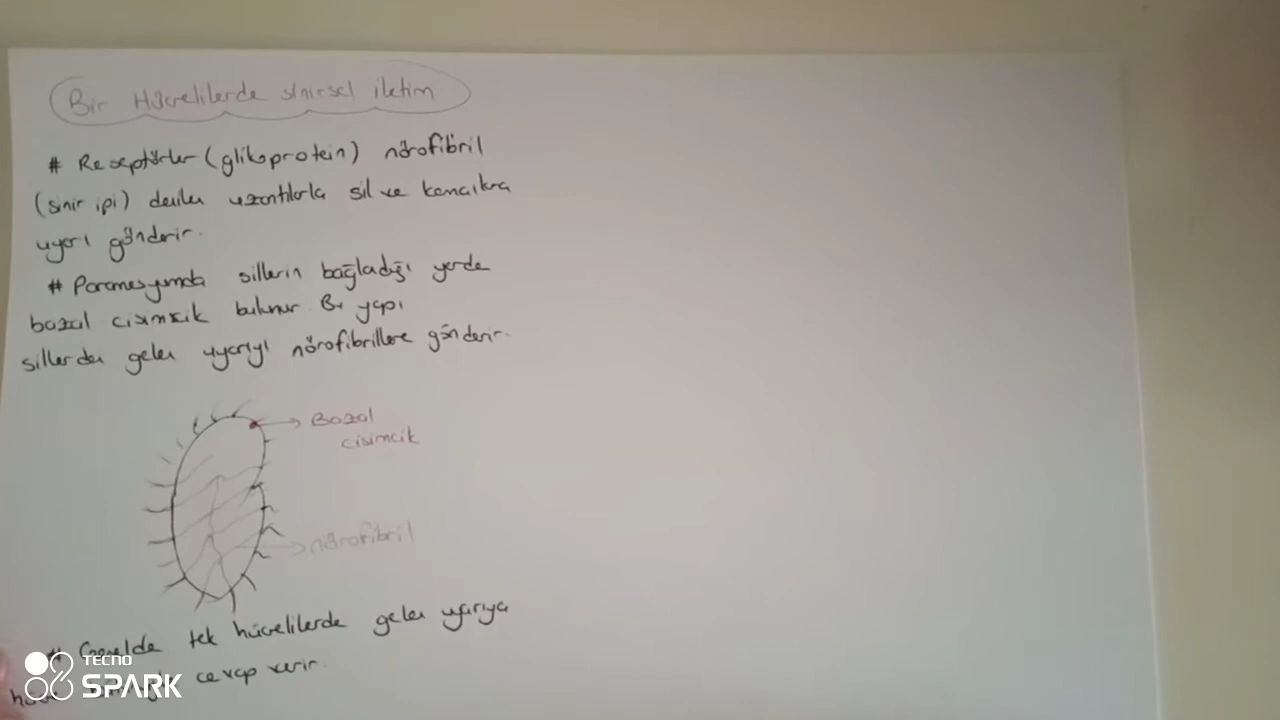 Bir Hücrelilerde sinirsel iletim
# Reseptörler (glikoprotein) nörofibril
(sinir ipi) denilen uzantılarla sil ve kamçılara
uyarı gönderir.
# Paramesyumda sillerin bağladığı yerde
bazal cisimcik bulunur. Bu yapı
sillerden gelen uyarıyı nörofibrillere gönderir.
Bazal
cisimcik
nörofibril
# Genelde tek hücrelilerde gelen uyarıya
cevap verir.
TECNO
SPARK